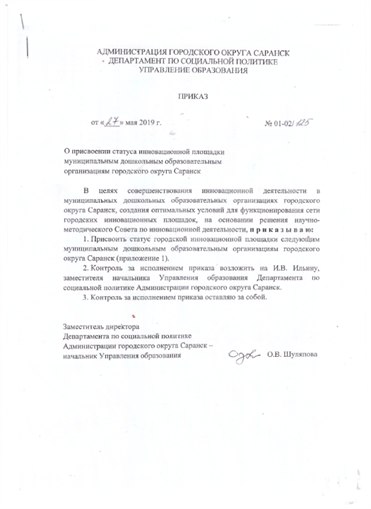 АДМИНИСТРАЦИЯ ГОРОДСКОГО ОКРУГА САРАНСК
ДЕПАРТАМЕНТ ПО СОЦИАЛЬНОЙ ПОЛИТИКЕ
УПРАВЛЕНИЕ ОБРАЗОВАНИЯ
ПРИКАЗ
от «27» мая 2019 г. № 01-02/125
О присвоении статуса инновационной площадки
муниципальным дошкольным образовательным
организациям городского округа Саранск
В целях совершенствования инновационной деятельности в
муниципальных дошкольных образовательных организациях городского
округа Саранск, создания оптимальных условий для функционирования сети
городских инновационных площадок, на основании решения научно-
методического Совета по инновационной деятельности, п р и к а з ы в а ю:
1. Присвоить статус городской инновационной площадки следующим
муниципальным дошкольным образовательным организациям городского
округа Саранск (приложение 1).
2. Контроль за исполнением приказа возложить на И.В. Ильину,
заместителя начальника Управления образования Департамента по
социальной политике Администрации городского округа Саранск.
3. Контроль за исполнением приказа оставляю за собой.
Заместитель директора
Департамента по социальной политике
Администрации городского округа Саранск –
начальник Управления образования О.В. Шуляпова